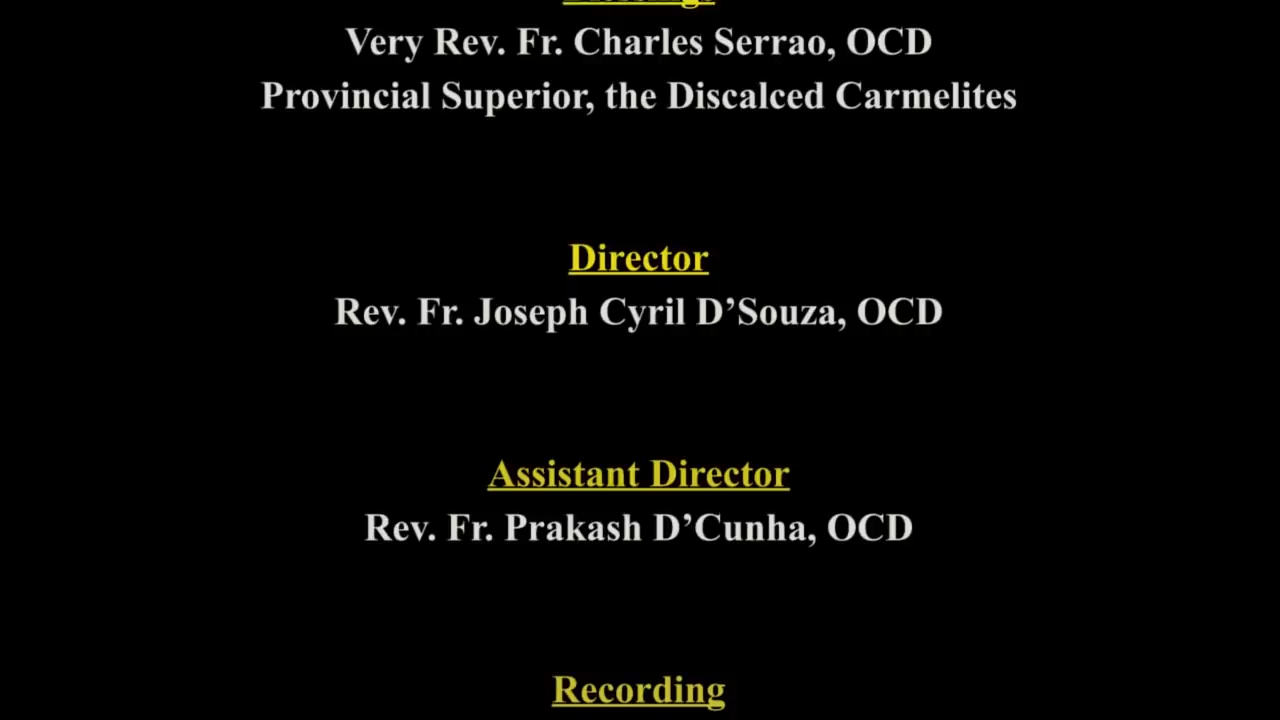 Very Rev. Fr. Charles Serrao, OCD
Provincial Superior, the Discalced Carmelites
Director
Rev. Fr. Joseph Cyril D’Souza, OCD
Assistant Director
Rev. Fr. Prakash D’Cunha, OCD
Recording